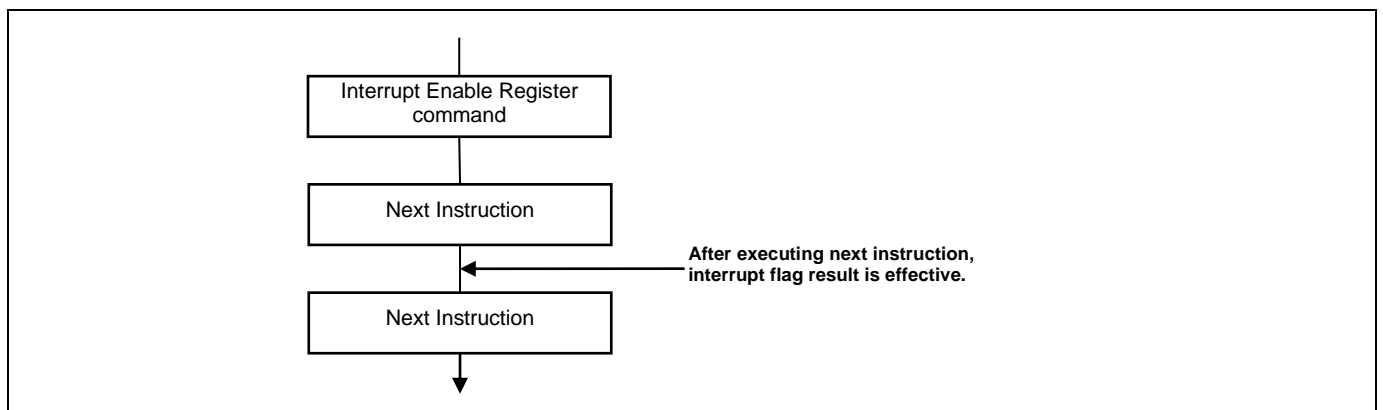 Interrupt Enable Register
command
Next Instruction
After executing next instruction,
interrupt flag result is effective.
Next Instruction